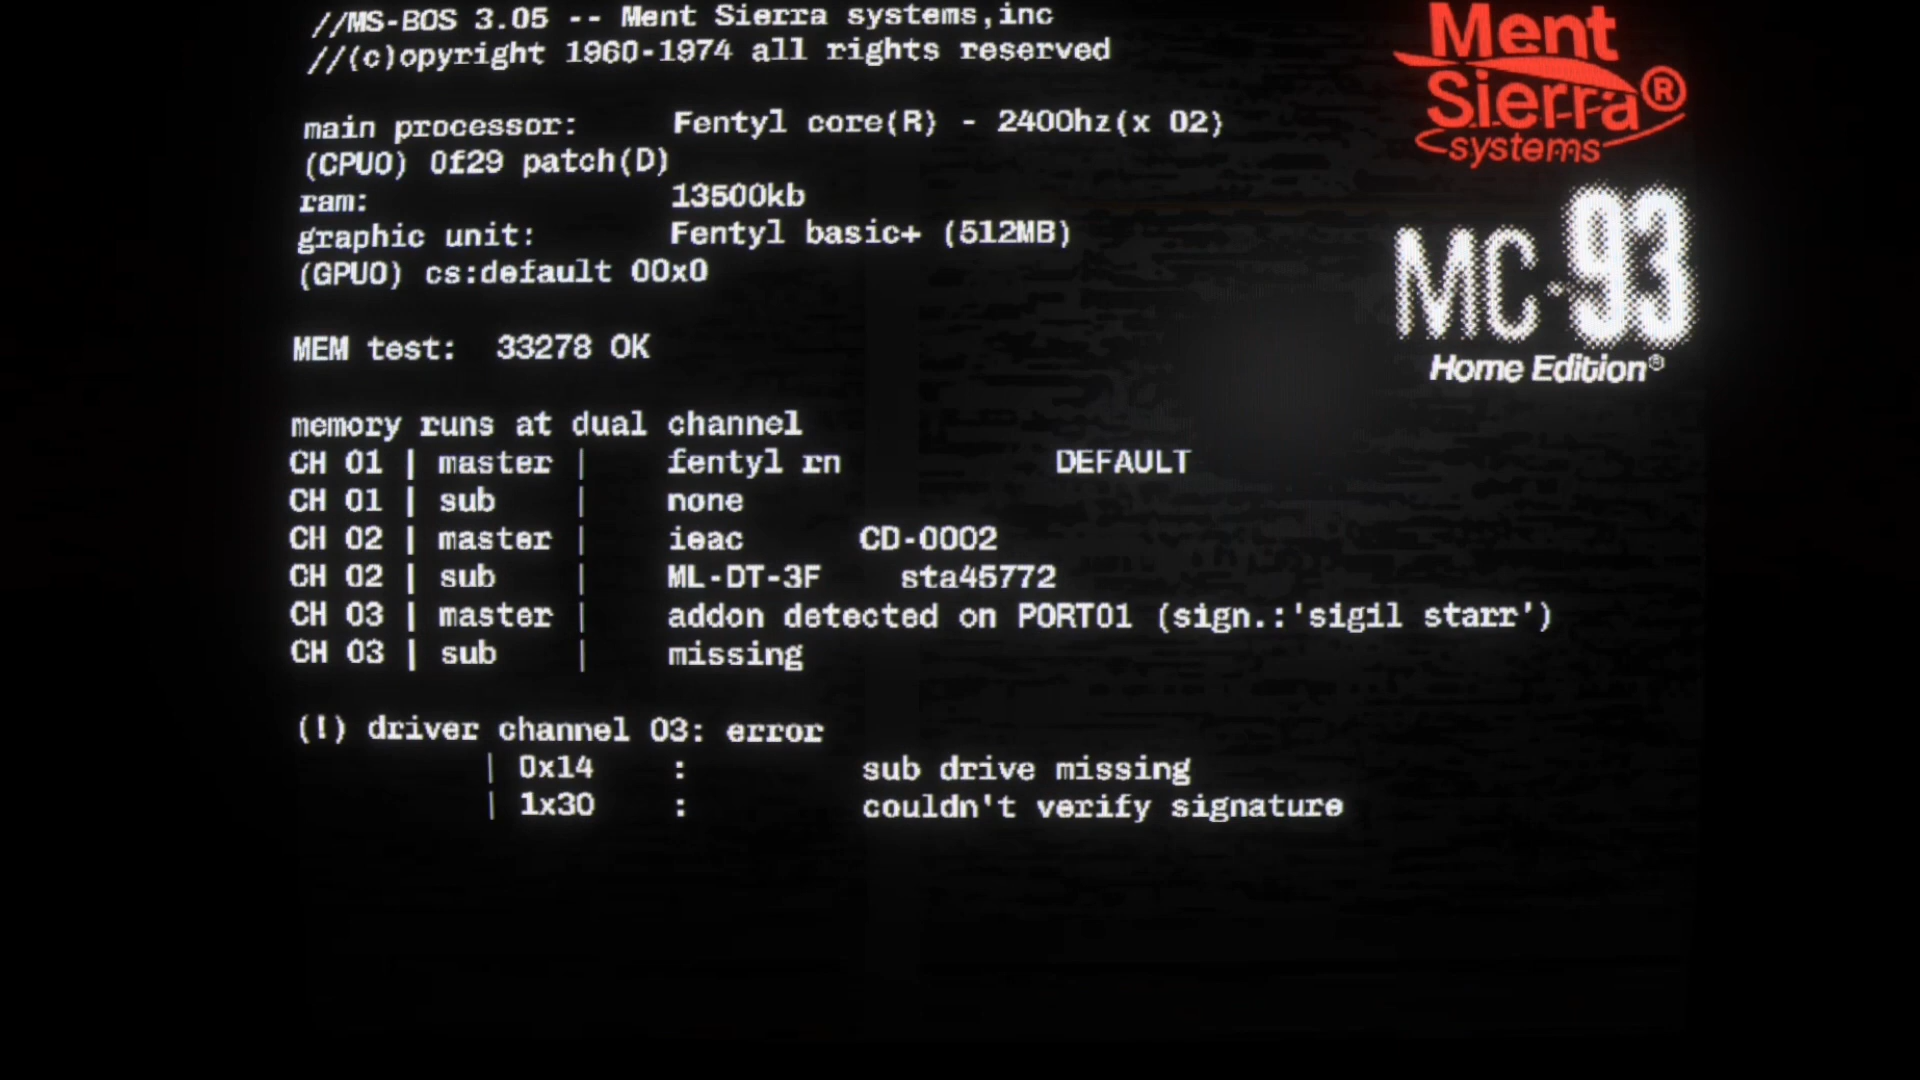 //MS-BOS 3.05 -- Ment Sierra systems,inc
//(c)opyright 1960-1974 all rights reserved
Ment
Sierra®
systems
MC-93
Home Edition®
main processor: Fentyl core(R) - 2400hz(x 02)
(CPU0) 0f29 patch(D)
ram: 13500kb
graphic unit: Fentyl basic+ (512MB)
(GPU0) cs:default 00x0
MEM test: 33278 OK
memory runs at dual channel
CH 01 | master | fentyl rn DEFAULT
CH 01 | sub | none
CH 02 | master | ieac CD-0002
CH 02 | sub | ML-DT-3F sta45772
CH 03 | master | addon detected on PORT01 (sign.:'sigil starr')
CH 03 | sub | missing
(!) driver channel 03: error
| 0x14 : sub drive missing
| 1x30 : couldn't verify signature